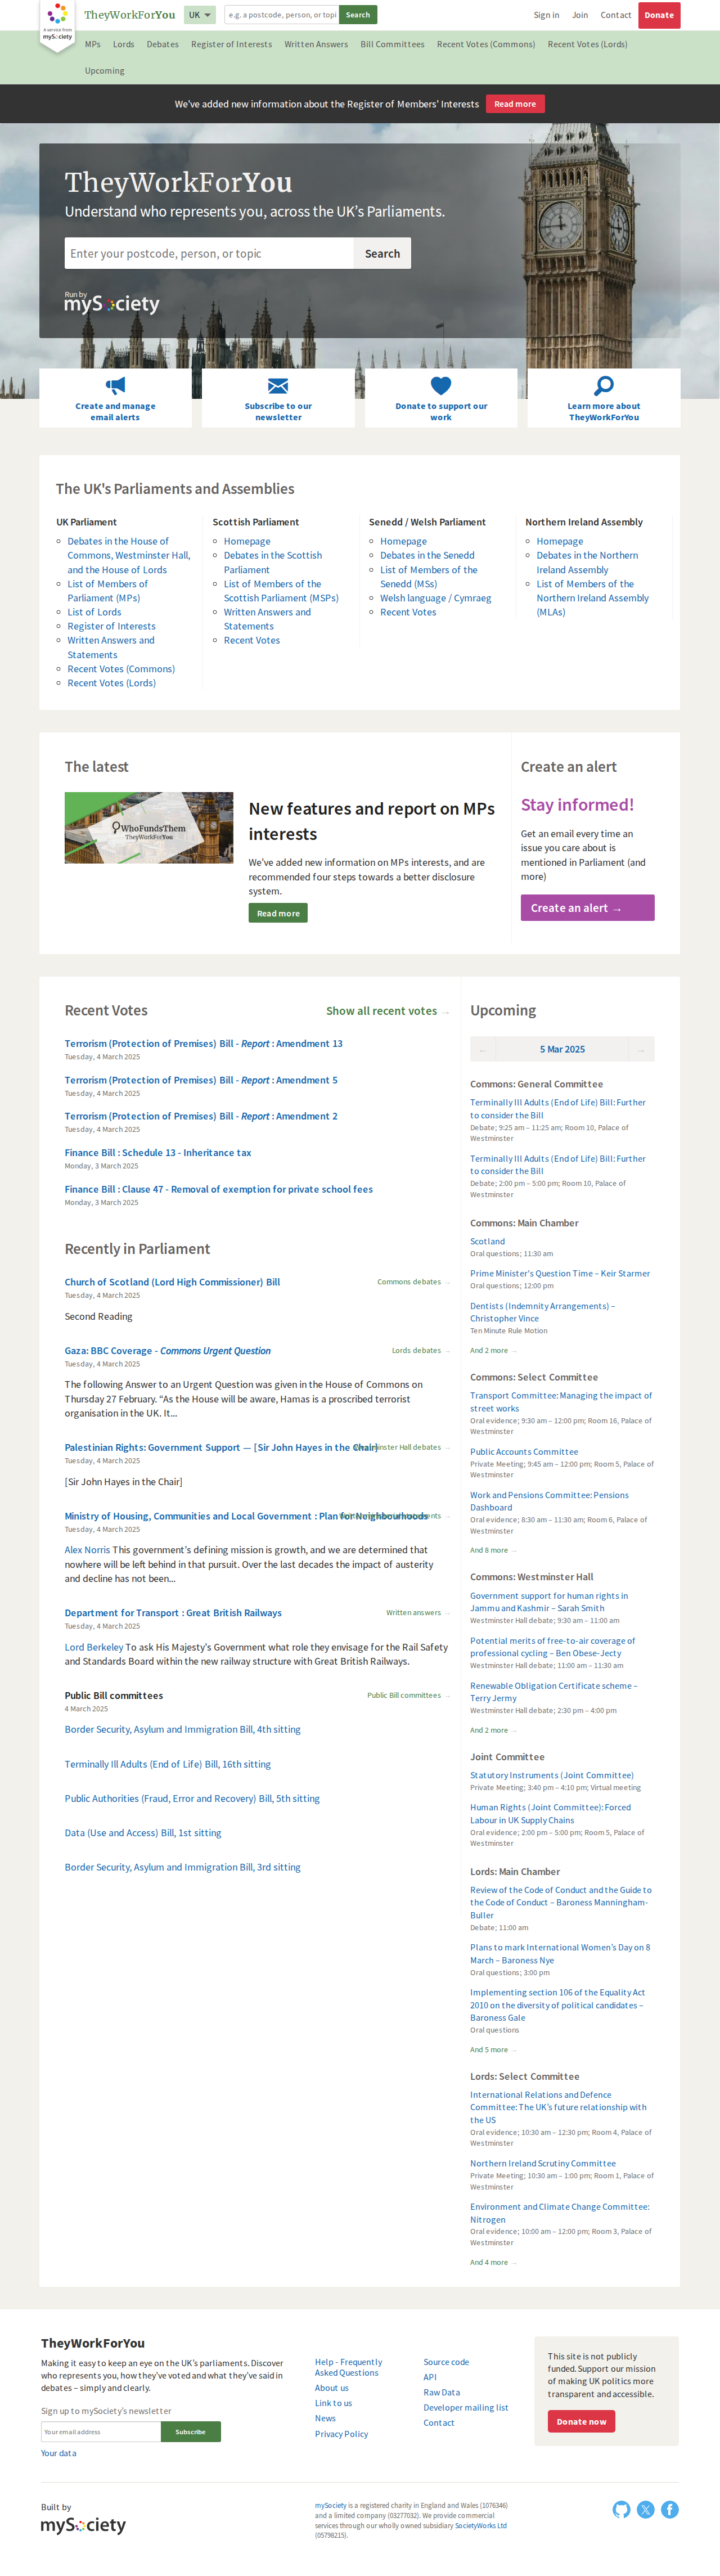 A service from
mySociety
TheyWorkForYou
UK
e.g. a postcode, person, or topi
Search
Sign in
Join
Contact
Donate
MPs
Lords
Debates
Register of Interests
Written Answers
Bill Committees
Recent Votes (Commons)
Recent Votes (Lords)
Upcoming
We've added new information about the Register of Members' Interests
Read more
TheyWorkForYou
Understand who represents you, across the UK's Parliaments.
Enter your postcode, person, or topic
Search
Run by
mySociety
Create and manage
email alerts
Subscribe to our
newsletter
Donate to support our
work
Learn more about
TheyWorkForYou
The UK's Parliaments and Assemblies
UK Parliament
Debates in the House of
Commons, Westminster Hall,
and the House of Lords
List of Members of
Parliament (MPs)
List of Lords
Register of Interests
Written Answers and
Statements
Recent Votes (Commons)
Recent Votes (Lords)
Scottish Parliament
Homepage
Debates in the Scottish
Parliament
List of Members of the
Scottish Parliament (MSPs)
Written Answers and
Statements
Recent Votes
Senedd / Welsh Parliament
Homepage
Debates in the Senedd
List of Members of the
Senedd (MSs)
Welsh language / Cymraeg
Recent Votes
Northern Ireland Assembly
Homepage
Debates in the Northern
Ireland Assembly
List of Members of the
Northern Ireland Assembly
(MLAs)
The latest
WhoFundsThem
TheyWorkForYou
New features and report on MPs
interests
We've added new information on MPs interests, and are
recommended four steps towards a better disclosure
system.
Read more
Create an alert
Stay informed!
Get an email every time an
issue you care about is
mentioned in Parliament (and
more)
Create an alert →
Recent Votes
Show all recent votes →
Terrorism (Protection of Premises) Bill - Report : Amendment 13
Tuesday, 4 March 2025
Terrorism (Protection of Premises) Bill - Report : Amendment 5
Tuesday, 4 March 2025
Terrorism (Protection of Premises) Bill - Report : Amendment 2
Tuesday, 4 March 2025
Finance Bill : Schedule 13 - Inheritance tax
Monday, 3 March 2025
Finance Bill : Clause 47 - Removal of exemption for private school fees
Monday, 3 March 2025
Recently in Parliament
Church of Scotland (Lord High Commissioner) Bill
Commons debates →
Tuesday, 4 March 2025
Second Reading
Gaza: BBC Coverage - Commons Urgent Question
Lords debates →
Tuesday, 4 March 2025
The following Answer to an Urgent Question was given in the House of Commons on
Thursday 27 February. “As the House will be aware, Hamas is a proscribed terrorist
organisation in the UK. It...
Palestinian Rights: Government Support — [Sir John Hayes in the Chair]
Westminster Hall debates →
Tuesday, 4 March 2025
[Sir John Hayes in the Chair]
Ministry of Housing, Communities and Local Government : Plan for Neighbourhoods
→
Tuesday, 4 March 2025
Alex Norris This government’s defining mission is growth, and we are determined that
nowhere will be left behind in that pursuit. Over the last decades the impact of austerity
and decline has not been...
Department for Transport : Great British Railways
Written answers →
Tuesday, 4 March 2025
Lord Berkeley To ask His Majesty's Government what role they envisage for the Rail Safety
and Standards Board within the new railway structure with Great British Railways.
Public Bill committees
Public Bill committees →
4 March 2025
Border Security, Asylum and Immigration Bill, 4th sitting
Terminally Ill Adults (End of Life) Bill, 16th sitting
Public Authorities (Fraud, Error and Recovery) Bill, 5th sitting
Data (Use and Access) Bill, 1st sitting
Border Security, Asylum and Immigration Bill, 3rd sitting
Upcoming
←
5 Mar 2025
→
Commons: General Committee
Terminally Ill Adults (End of Life) Bill: Further
to consider the Bill
Debate; 9:25 am – 11:25 am; Room 10, Palace of
Westminster
Terminally Ill Adults (End of Life) Bill: Further
to consider the Bill
Debate; 2:00 pm – 5:00 pm; Room 10, Palace of
Westminster
Commons: Main Chamber
Scotland
Oral questions; 11:30 am
Prime Minister's Question Time – Keir Starmer
Oral questions; 12:00 pm
Dentists (Indemnity Arrangements) –
Christopher Vince
Ten Minute Rule Motion
And 2 more →
Commons: Select Committee
Transport Committee: Managing the impact of
street works
Oral evidence; 9:30 am – 12:00 pm; Room 16, Palace of
Westminster
Public Accounts Committee
Private Meeting; 9:45 am – 12:00 pm; Room 5, Palace of
Westminster
Work and Pensions Committee: Pensions
Dashboard
Oral evidence; 8:30 am – 11:30 am; Room 6, Palace of
Westminster
And 8 more →
Commons: Westminster Hall
Government support for human rights in
Jammu and Kashmir – Sarah Smith
Westminster Hall debate; 9:30 am – 11:00 am
Potential merits of free-to-air coverage of
professional cycling – Ben Obese-Jecty
Westminster Hall debate; 11:00 am – 11:30 am
Renewable Obligation Certificate scheme –
Terry Jermy
Westminster Hall debate; 2:30 pm – 4:00 pm
And 2 more →
Joint Committee
Statutory Instruments (Joint Committee)
Private Meeting; 3:40 pm – 4:10 pm; Virtual meeting
Human Rights (Joint Committee): Forced
Labour in UK Supply Chains
Oral evidence; 2:00 pm – 5:00 pm; Room 5, Palace of
Westminster
Lords: Main Chamber
Review of the Code of Conduct and the Guide to
the Code of Conduct – Baroness Manningham-
Buller
Debate; 11:00 am
Plans to mark International Women’s Day on 8
March – Baroness Nye
Oral questions; 3:00 pm
Implementing section 106 of the Equality Act
2010 on the diversity of political candidates –
Baroness Gale
Oral questions
And 5 more →
Lords: Select Committee
International Relations and Defence
Committee: The UK’s future relationship with
the US
Oral evidence; 10:30 am – 12:30 pm; Room 4, Palace of
Westminster
Northern Ireland Scrutiny Committee
Private Meeting; 10:30 am – 1:00 pm; Room 1, Palace of
Westminster
Environment and Climate Change Committee:
Nitrogen
Oral evidence; 10:00 am – 12:00 pm; Room 3, Palace of
Westminster
And 4 more →
TheyWorkForYou
Making it easy to keep an eye on the UK’s parliaments. Discover
who represents you, how they’ve voted and what they’ve said in
debates – simply and clearly.
Sign up to mySociety’s newsletter
Your email address
Subscribe
Your data
Help - Frequently
Asked Questions
About us
Link to us
News
Privacy Policy
Source code
API
Raw Data
Developer mailing list
Contact
This site is not publicly
funded. Support our mission
of making UK politics more
transparent and accessible.
Donate now
Built by
mySociety
mySociety is a registered charity in England and Wales (1076346)
and a limited company (03277032). We provide commercial
services through our wholly owned subsidiary SocietyWorks Ltd
(05798215).